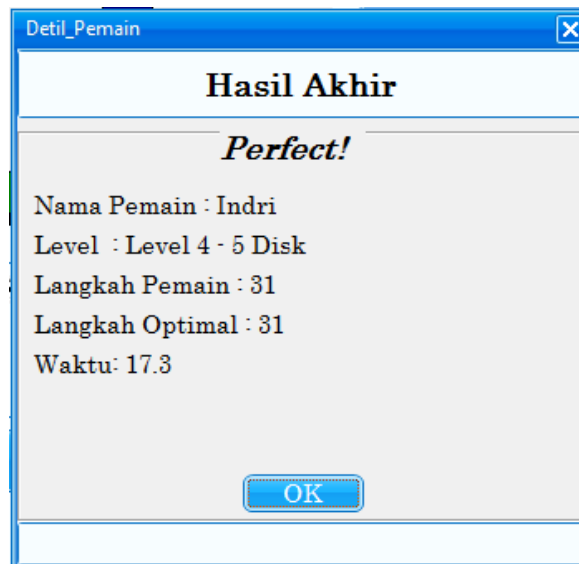 Detil_Pemain
Hasil Akhir
Perfect!
Nama Pemain : Indri
Level : Level 4 - 5 Disk
Langkah Pemain : 31
Langkah Optimal : 31
Waktu: 17.3
OK